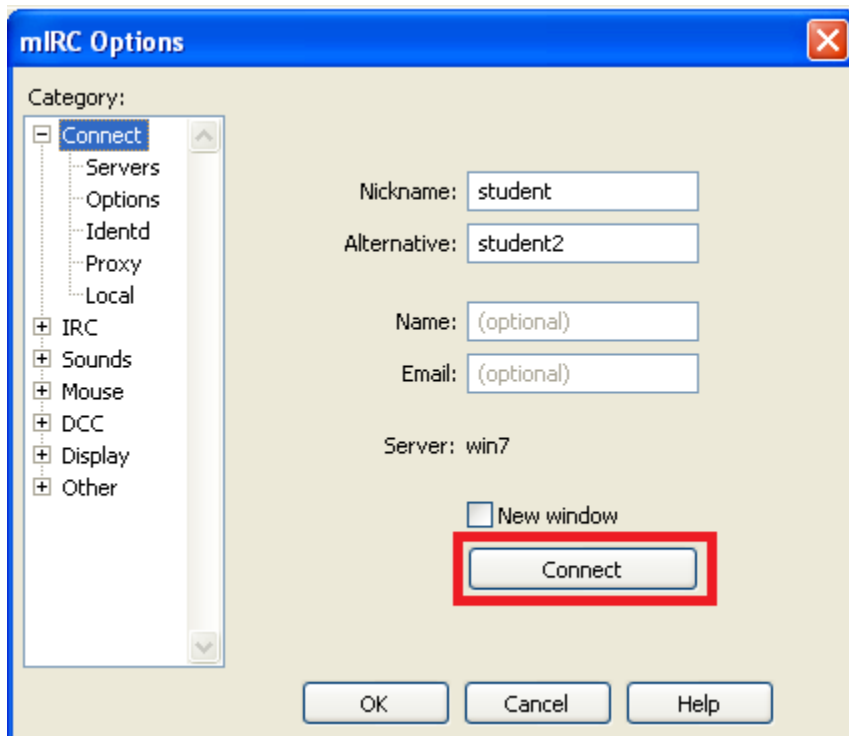 mIRC Options
Category:
Connect
Servers
Options
Identd
Proxy
Local
IRC
Sounds
Mouse
DCC
Display
Other
Nickname: student
Alternative: student2
Name: (optional)
Email: (optional)
Server: win7
New window
Connect
OK Cancel Help